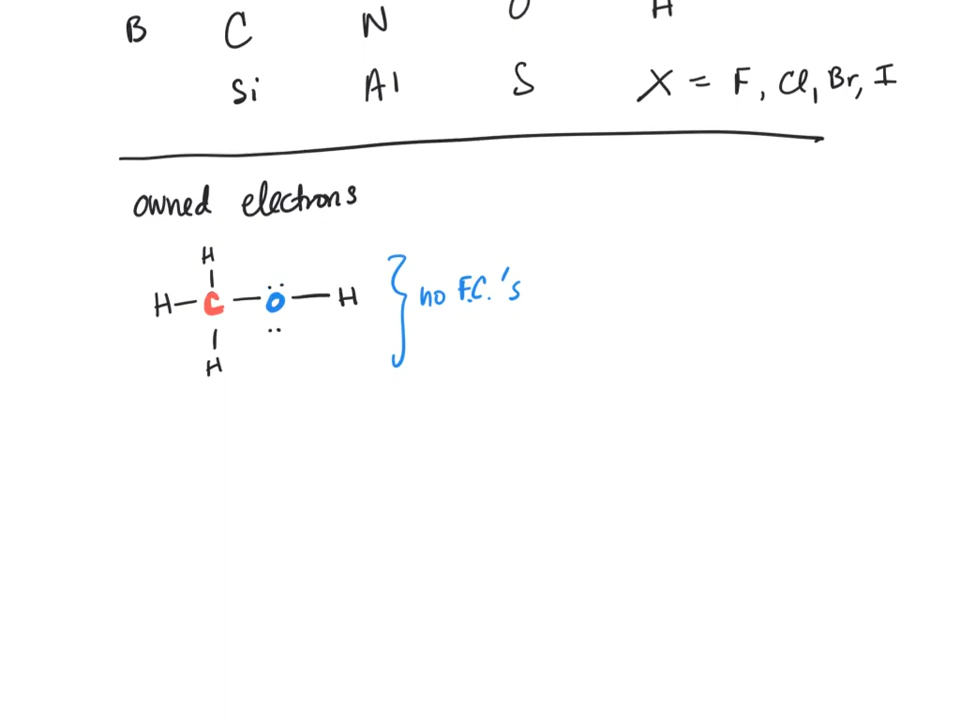 B C N O H
Si Al S X = F, Cl, Br, I
owned electrons
H
H – C – Ö – H } no F.C.'s
..
H